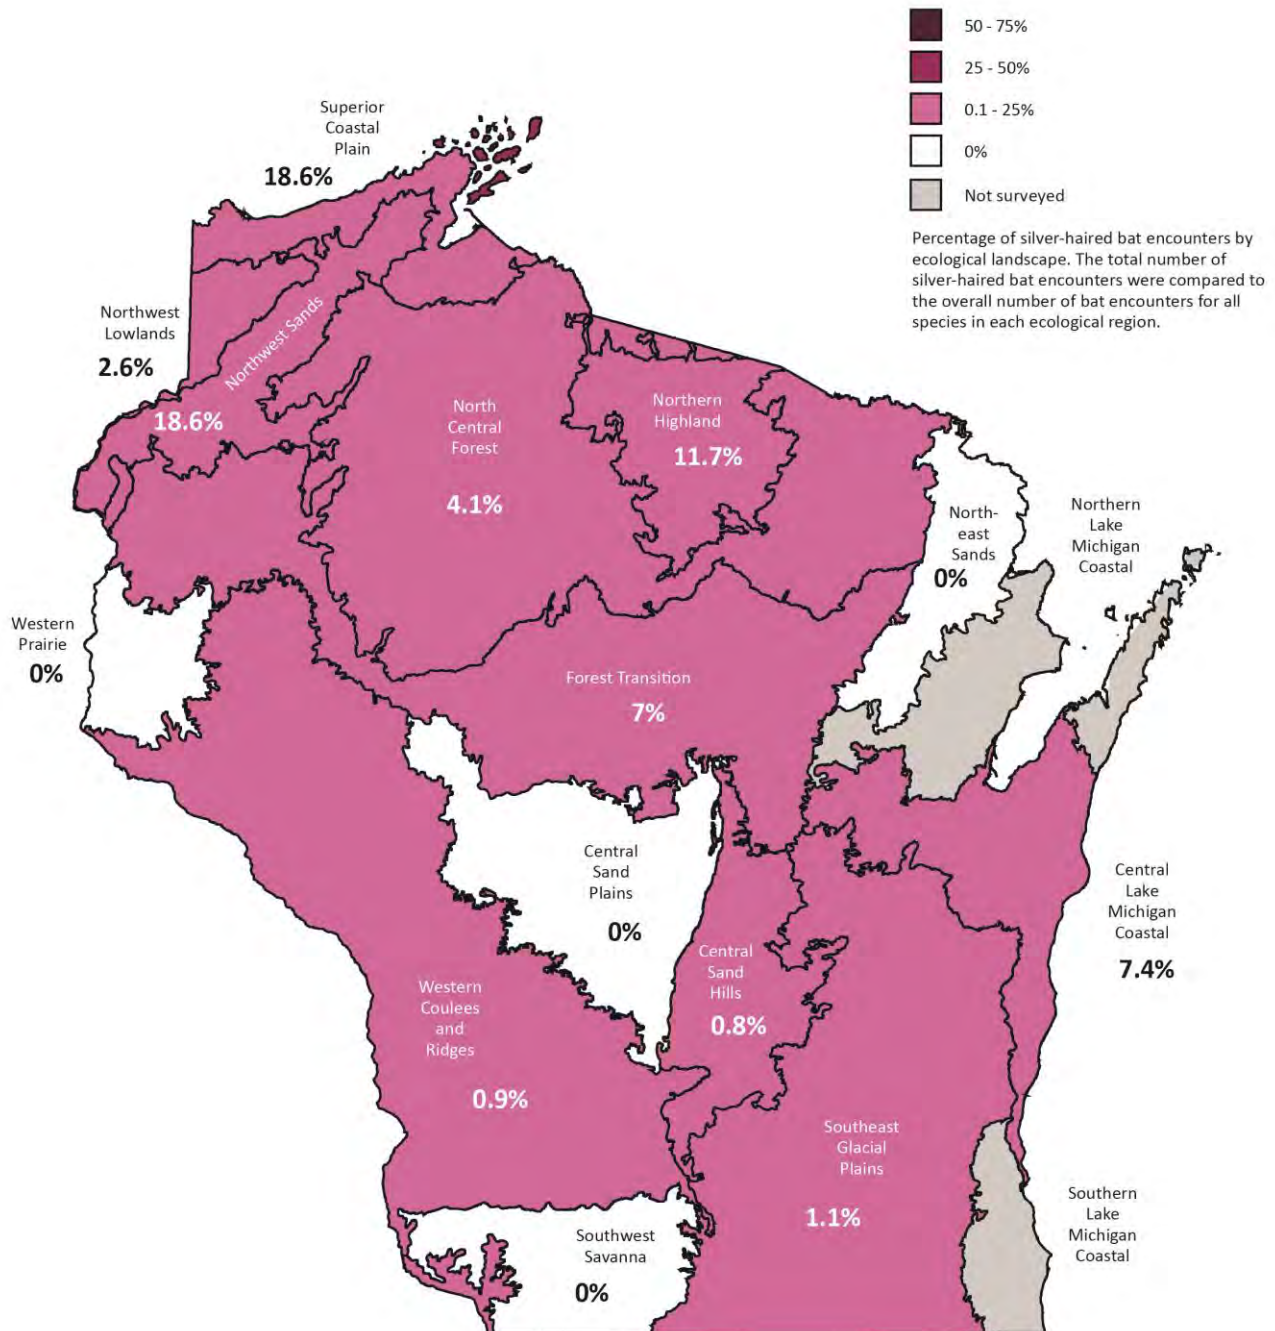 50 - 75%
25 - 50%
0.1 - 25%
0%
Not surveyed
Percentage of silver-haired bat encounters by
ecological landscape. The total number of
silver-haired bat encounters were compared to
the overall number of bat encounters for all
species in each ecological region.
Superior
Coastal
Plain
18.6%
Northwest
Lowlands
2.6%
Northwest Sands
18.6%
North
Central
Forest
4.1%
Northern
Highland
11.7%
North-
east
Sands
0%
Northern
Lake
Michigan
Coastal
Western
Prairie
0%
Forest Transition
7%
Central
Sand
Plains
0%
Central
Sand
Hills
0.8%
Central
Lake
Michigan
Coastal
7.4%
Western
Coulees
and
Ridges
0.9%
Southeast
Glacial
Plains
1.1%
Southern
Lake
Michigan
Coastal
Southwest
Savanna
0%